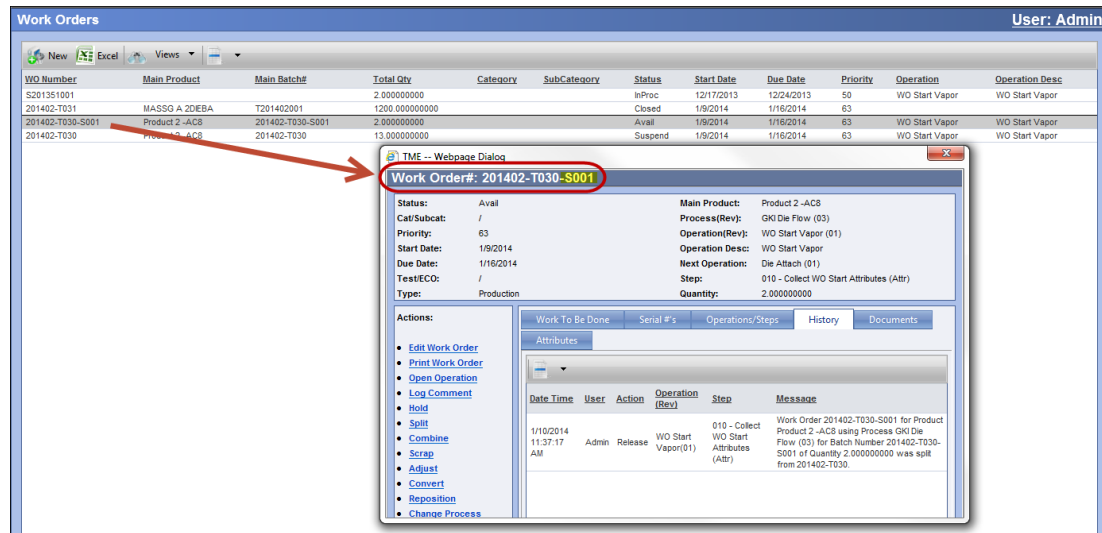 Work Orders User: Admin
New Excel Views
WO Number Main Product Main Batch# Total Qty Category SubCategory Status Start Date Due Date Priority Operation Operation Desc
S201351001 2.000000000 InProc 12/17/2013 12/24/2013 50 WO Start Vapor WO Start Vapor
201402-T031 MASSG A 2DIEBA T201402001 1200.000000000 Closed 1/9/2014 1/16/2014 63
201402-T030-S001 Product 2 -AC8 201402-T030-S001 2.000000000 Avail 1/9/2014 1/16/2014 63 WO Start Vapor WO Start Vapor
201402-T030 Product 2 -AC8 201402-T030 13.000000000 Suspend 1/9/2014 1/16/2014 63 WO Start Vapor WO Start Vapor
TME -- Webpage Dialog
Work Order#: 201402-T030-S001
Status: Avail Main Product: Product 2 -AC8
Cat/Subcat: / Process(Rev): GKI Die Flow (03)
Priority: 63 Operation(Rev): WO Start Vapor (01)
Start Date: 1/9/2014 Operation Desc: WO Start Vapor
Due Date: 1/16/2014 Next Operation: Die Attach (01)
Test/ECO: / Step: 010 - Collect WO Start Attributes (Attr)
Type: Production Quantity: 2.000000000
Actions:
Edit Work Order
Print Work Order
Open Operation
Log Comment
Hold
Split
Combine
Scrap
Adjust
Convert
Reposition
Change Process
Work To Be Done Serial #'s Operations/Steps History Documents
Attributes
Date Time User Action Operation (Rev) Step Message
1/10/2014 11:37:17 AM Admin Release WO Start Vapor(01) 010 - Collect WO Start Attributes (Attr) Work Order 201402-T030-S001 for Product
Product 2 -AC8 using Process GKI Die
Flow (03) for Batch Number 201402-T030-
S001 of Quantity 2.000000000 was split
from 201402-T030.